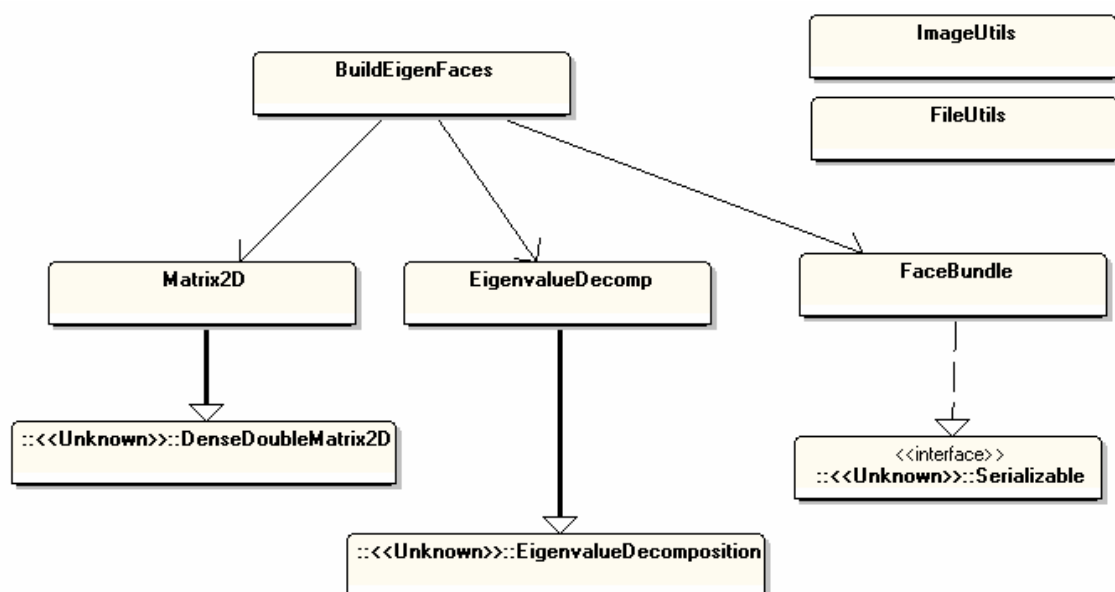 ImageUtils
BuildEigenFaces
FileUtils
Matrix2D
EigenvalueDecomp
FaceBundle
::<<Unknown>>::DenseDoubleMatrix2D
<<interface>>
::<<Unknown>>::Serializable
::<<Unknown>>::EigenvalueDecomposition